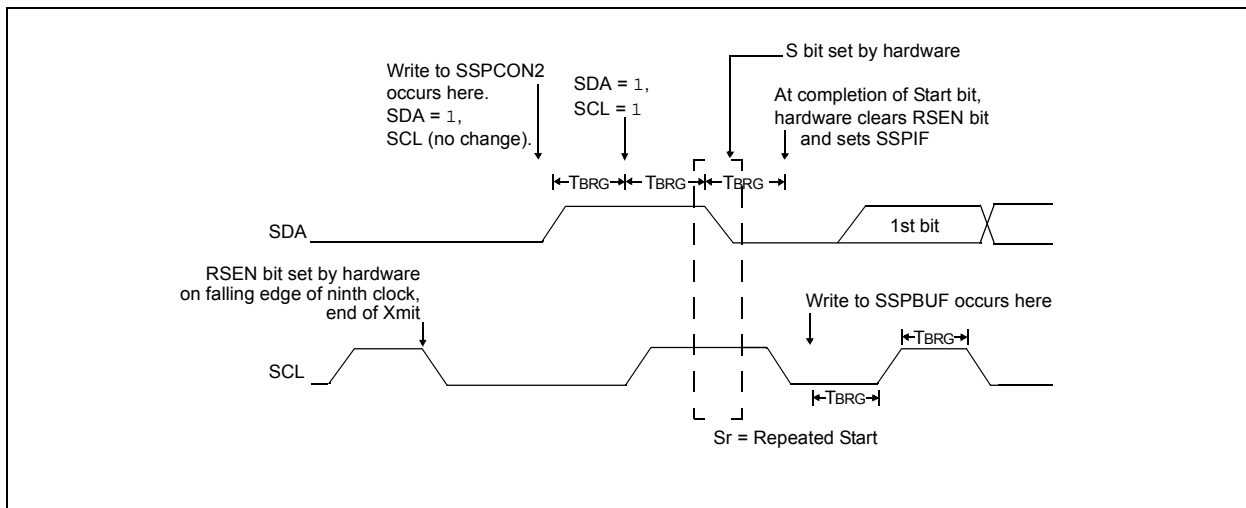 S bit set by hardware
Write to SSPCON2
occurs here.
SDA = 1,
SCL (no change).
SDA = 1,
SCL = 1
At completion of Start bit,
hardware clears RSEN bit
and sets SSPIF
TBRG
TBRG
TBRG
SDA
1st bit
RSEN bit set by hardware
on falling edge of ninth clock,
end of Xmit
Write to SSPBUF occurs here
TBRG
SCL
TBRG
Sr = Repeated Start